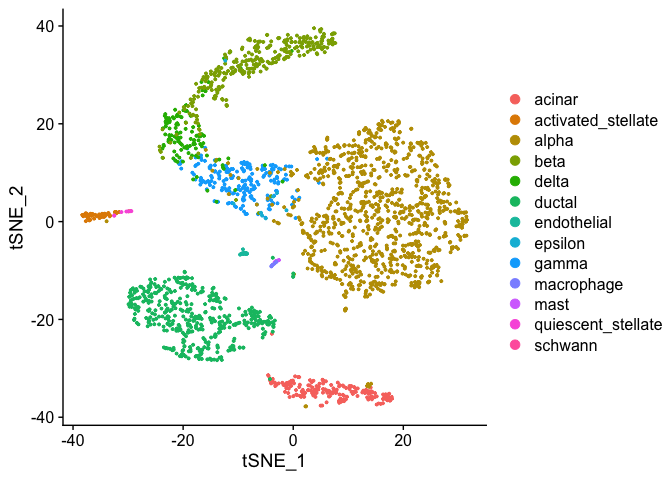 40
20
0
-20
-40
tSNE_2
-40
-20
0
20
tSNE_1
acinar
activated_stellate
alpha
beta
delta
ductal
endothelial
epsilon
gamma
macrophage
mast
quiescent_stellate
schwann